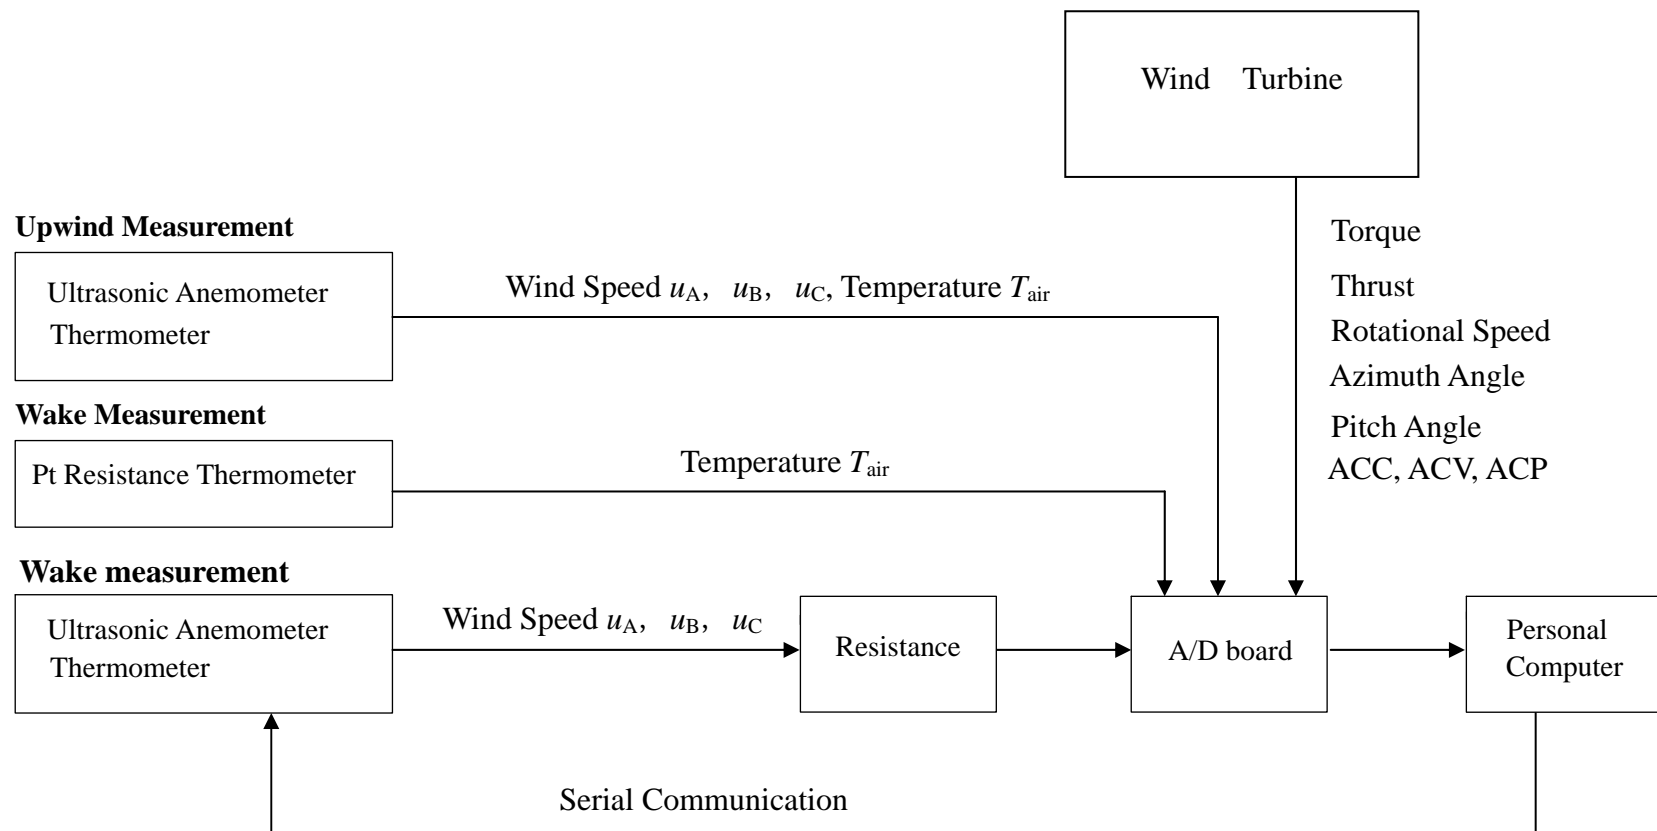 Wind Turbine
Upwind Measurement
Ultrasonic Anemometer
Thermometer
Wind Speed uA, uB, uC, Temperature Tair
Torque
Thrust
Rotational Speed
Azimuth Angle
Pitch Angle
ACC, ACV, ACP
Wake Measurement
Pt Resistance Thermometer
Temperature Tair
Wake measurement
Ultrasonic Anemometer
Thermometer
Wind Speed uA, uB, uC
Resistance
A/D board
Personal
Computer
Serial Communication